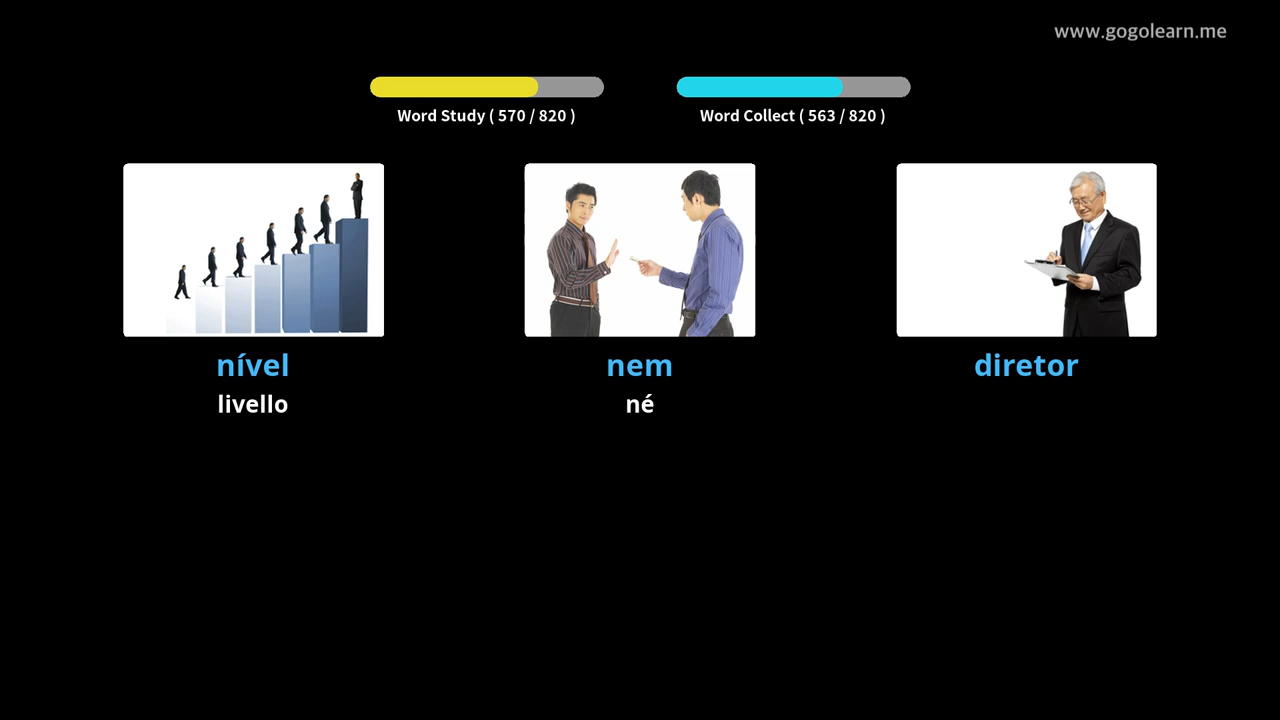 www.gogolearn.me
Word Study ( 570 / 820 )
Word Collect ( 563 / 820 )
nível
livello
nem
né
diretor